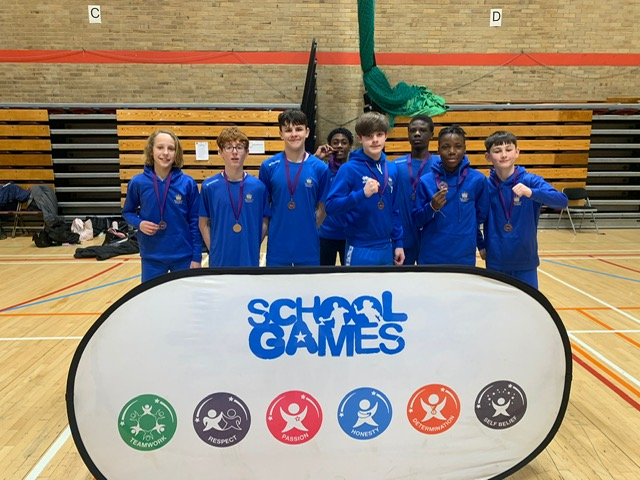 C
D
SCHOOL
GAMES
TEAMWORK
RESPECT
PASSION
HONESTY
DETERMINATION
SELF BELIEF